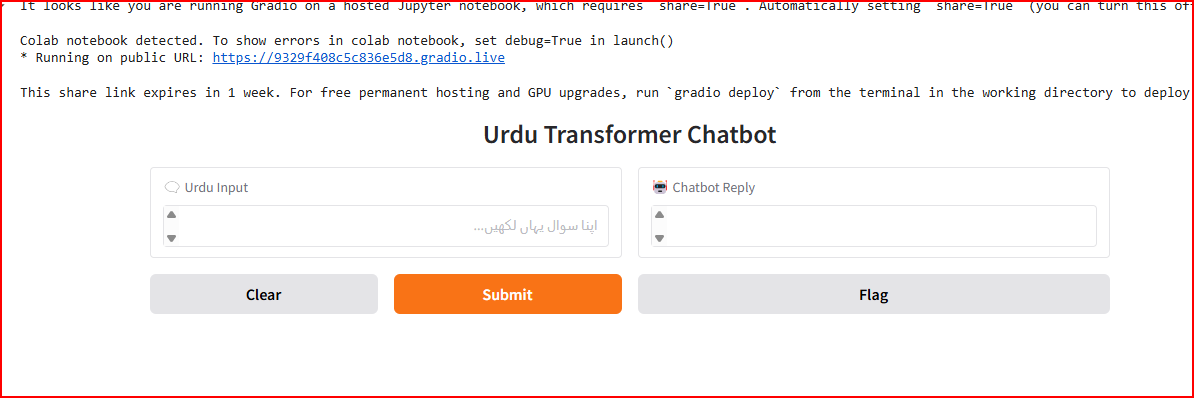 It looks like you are running Gradio on a hosted Jupyter notebook, which requires `share=True`. Automatically setting `share=True` (you can turn this off
Colab notebook detected. To show errors in colab notebook, set debug=True in launch()
* Running on public URL: https://9329f408c5c836e5d8.gradio.live
This share link expires in 1 week. For free permanent hosting and GPU upgrades, run `gradio deploy` from the terminal in the working directory to deploy
Urdu Transformer Chatbot
Urdu Input
اپنا سوال یہاں لکھیں...
Chatbot Reply
Clear
Submit
Flag